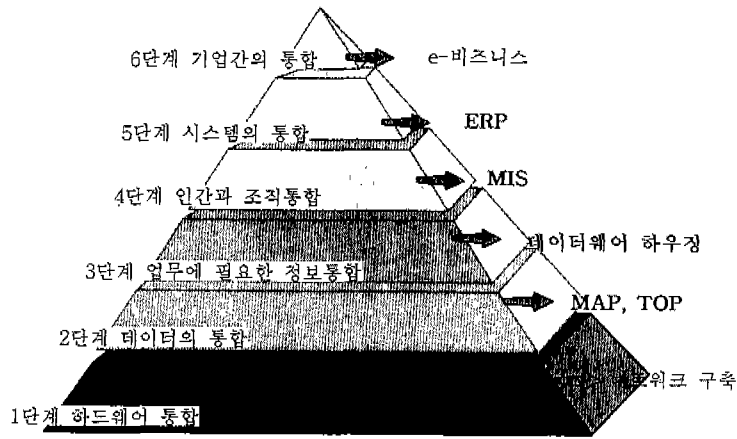 6단계 기업간의 통합
e-비즈니스
5단계 시스템의 통합
ERP
4단계 인간과 조직통합
MIS
3단계 업무에 필요한 정보통합
데이터웨어 하우징
2단계 데이터의 통합
MAP, TOP
1단계 하드웨어 통합
구축